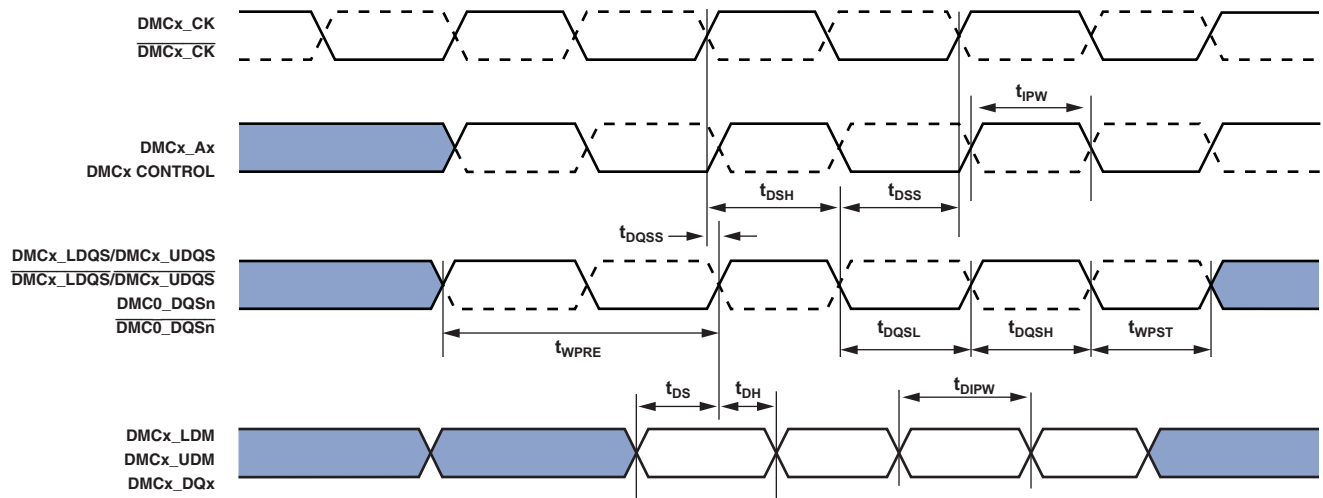 DMCx_CK
DMCx_CK
tIPW
DMCx_Ax
DMCx CONTROL
tDSH
tDSS
tDQSS
DMCx_LDQS/DMCx_UDQS
DMCx_LDQS/DMCx_UDQS
DMC0_DQSn
DMC0_DQSn
tDQSL
tDQSH
tWPST
tWPRE
tDS
tDH
tDIPW
DMCx_LDM
DMCx_UDM
DMCx_DQx